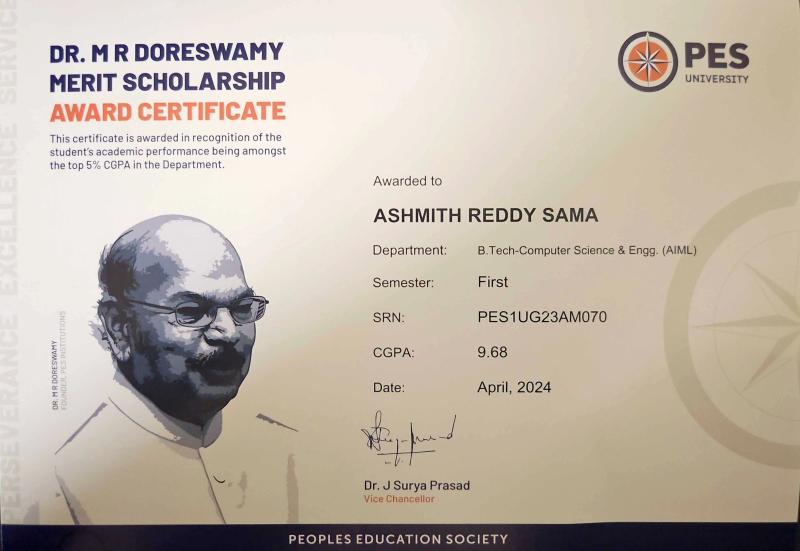 DR. M R DORESWAMY
MERIT SCHOLARSHIP
AWARD CERTIFICATE
This certificate is awarded in recognition of the
student's academic performance being amongst
the top 5% CGPA in the Department.
PES
UNIVERSITY
Awarded to
ASHMITH REDDY SAMA
Department: B.Tech-Computer Science & Engg. (AIML)
Semester: First
SRN: PES1UG23AM070
CGPA: 9.68
Date: April, 2024
Dr. J Surya Prasad
Vice Chancellor
DR. M R DORESWAMY
FOUNDER, PES INSTITUTIONS
PERSEVERANCE EXCELLENCE SERVICE
PEOPLES EDUCATION SOCIETY